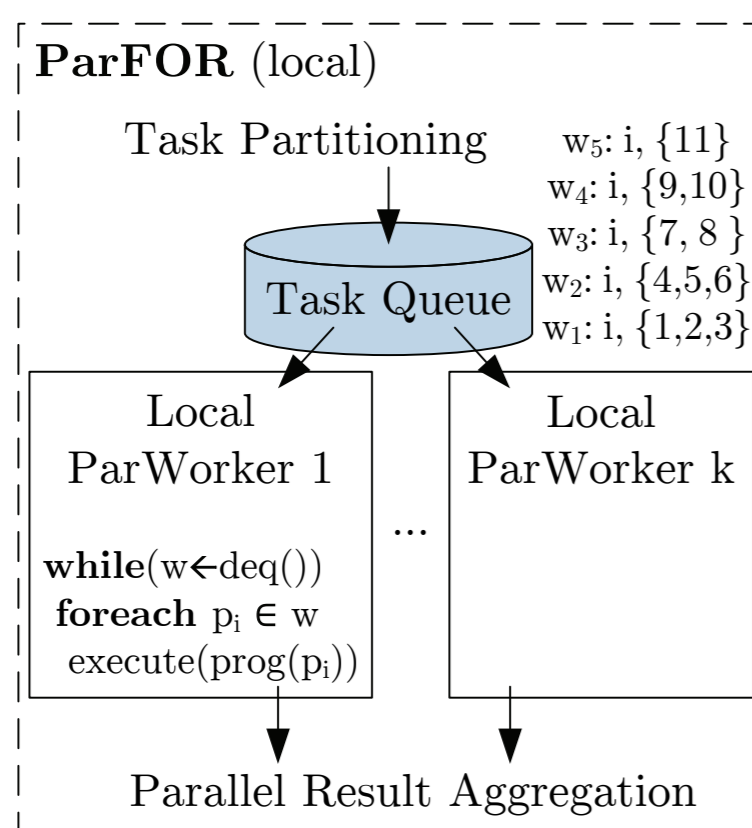 ParFOR (local)
Task Partitioning
w₅: i, {11}
w₄: i, {9,10}
w₃: i, {7, 8 }
w₂: i, {4,5,6}
w₁: i, {1,2,3}
Task Queue
Local
ParWorker 1
while(w←deq())
foreach pᵢ ∈ w
execute(prog(pᵢ))
...
Local
ParWorker k
Parallel Result Aggregation